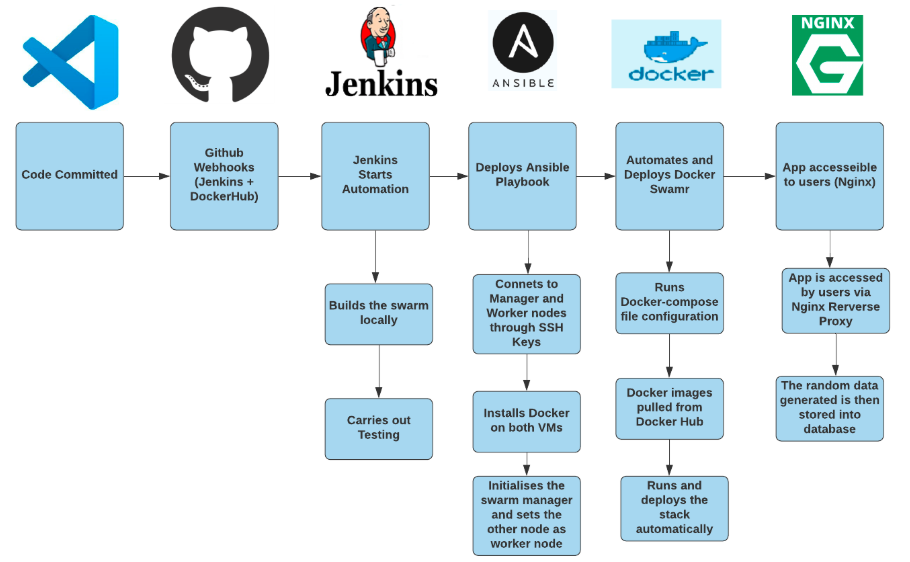 Jenkins
ANSIBLE
docker
NGINX
G
Code Committed
Github
Webhooks
(Jenkins +
DockerHub)
Jenkins
Starts
Automation
Deploys Ansible
Playbook
Automates and
Deploys Docker
Swamr
App accesseible
to users (Nginx)
Builds the swarm
locally
Carries out
Testing
Connets to
Manager and
Worker nodes
through SSH
Keys
Installs Docker
on both VMs
Initialises the
swarm manager
and sets the
other node as
worker node
Runs
Docker-compose
file configuration
Docker images
pulled from
Docker Hub
Runs and
deploys the
stack
automatically
App is accessed
by users via
Nginx Rerverse
Proxy
The random data
generated is then
stored into
database